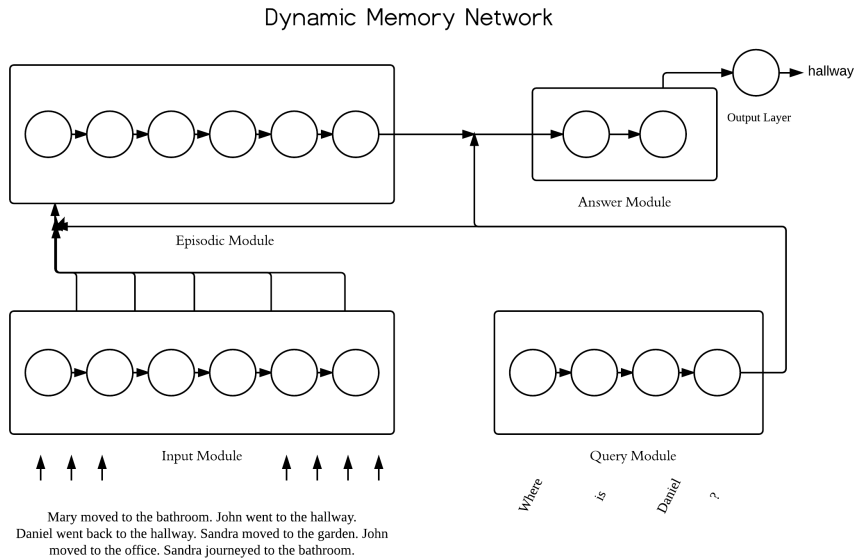 Dynamic Memory Network
hallway
Output Layer
Answer Module
Episodic Module
Input Module
Query Module
Where
is
Daniel
?
Mary moved to the bathroom. John went to the hallway.
Daniel went back to the hallway. Sandra moved to the garden. John
moved to the office. Sandra journeyed to the bathroom.